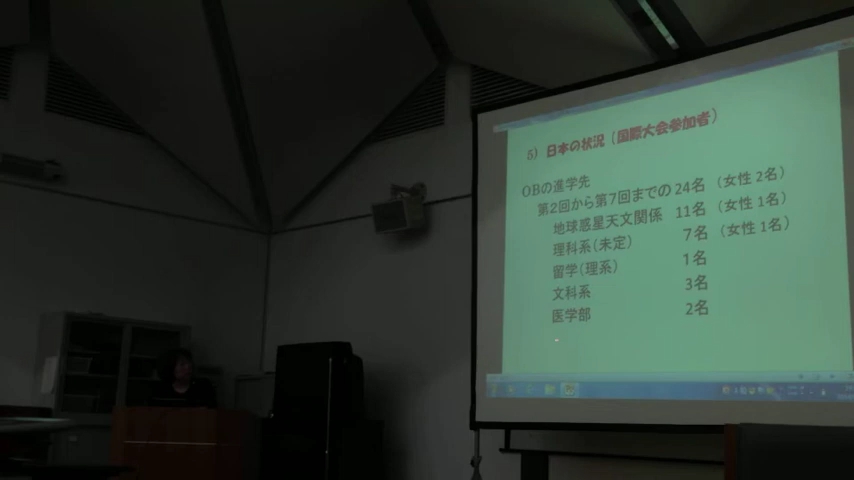 5) 日本の状況（国際大会参加者）
OBの進学先
第2回から第7回までの24名（女性 2名）
地球惑星天文関係 11名（女性 1名）
理科系（未定） 7名（女性 1名）
留学（理系） 1名
文科系 3名
医学部 2名